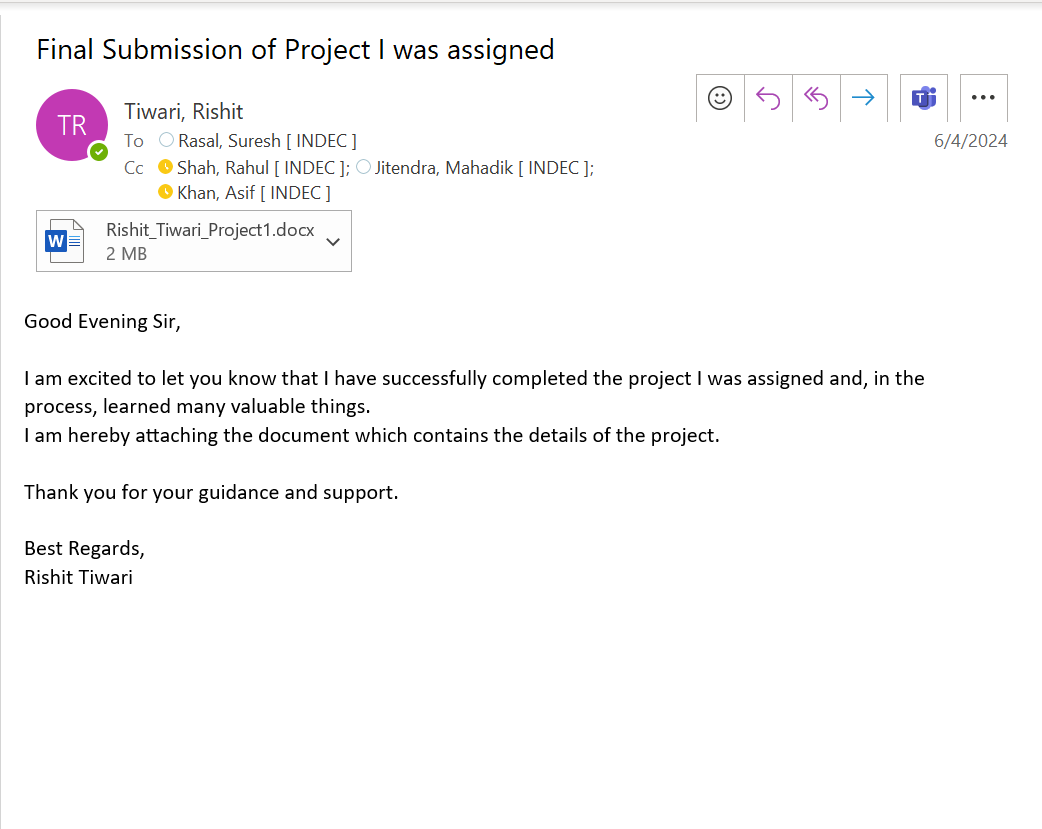 Final Submission of Project I was assigned
TR
Tiwari, Rishit
To Rasal, Suresh [ INDEC ]
6/4/2024
Cc Shah, Rahul [ INDEC ]; Jitendra, Mahadik [ INDEC ];
Khan, Asif [ INDEC ]
W
Rishit_Tiwari_Project1.docx
2 MB
Good Evening Sir,
I am excited to let you know that I have successfully completed the project I was assigned and, in the
process, learned many valuable things.
I am hereby attaching the document which contains the details of the project.
Thank you for your guidance and support.
Best Regards,
Rishit Tiwari